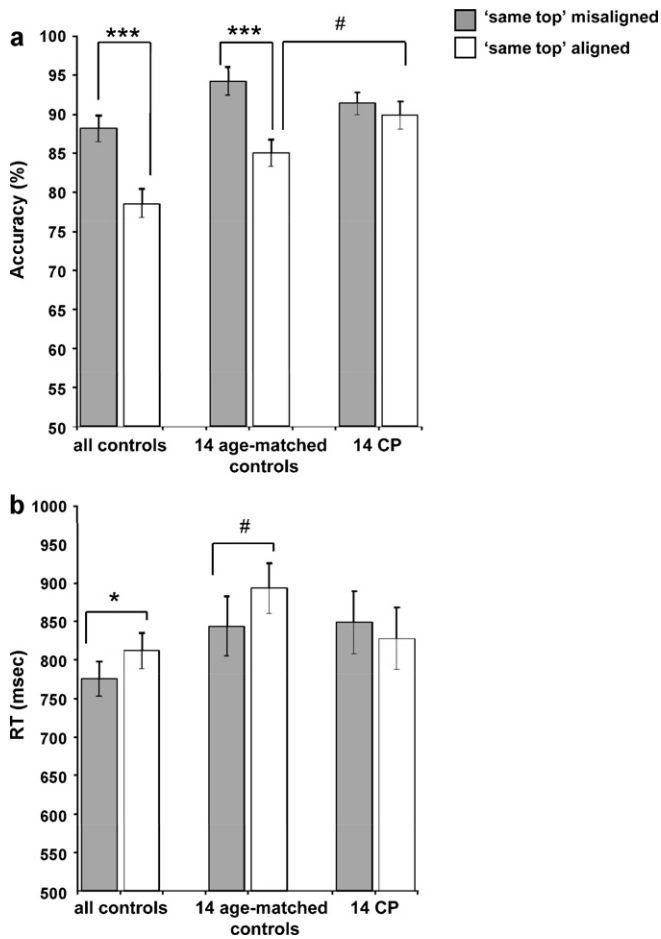 a
*** *** #
'same top' misaligned
'same top' aligned
Accuracy (%)
100
95
90
85
80
75
70
65
60
55
50
all controls 14 age-matched 14 CP
controls
b
* #
RT (msec)
1000
950
900
850
800
750
700
650
600
550
500
all controls 14 age-matched 14 CP
controls